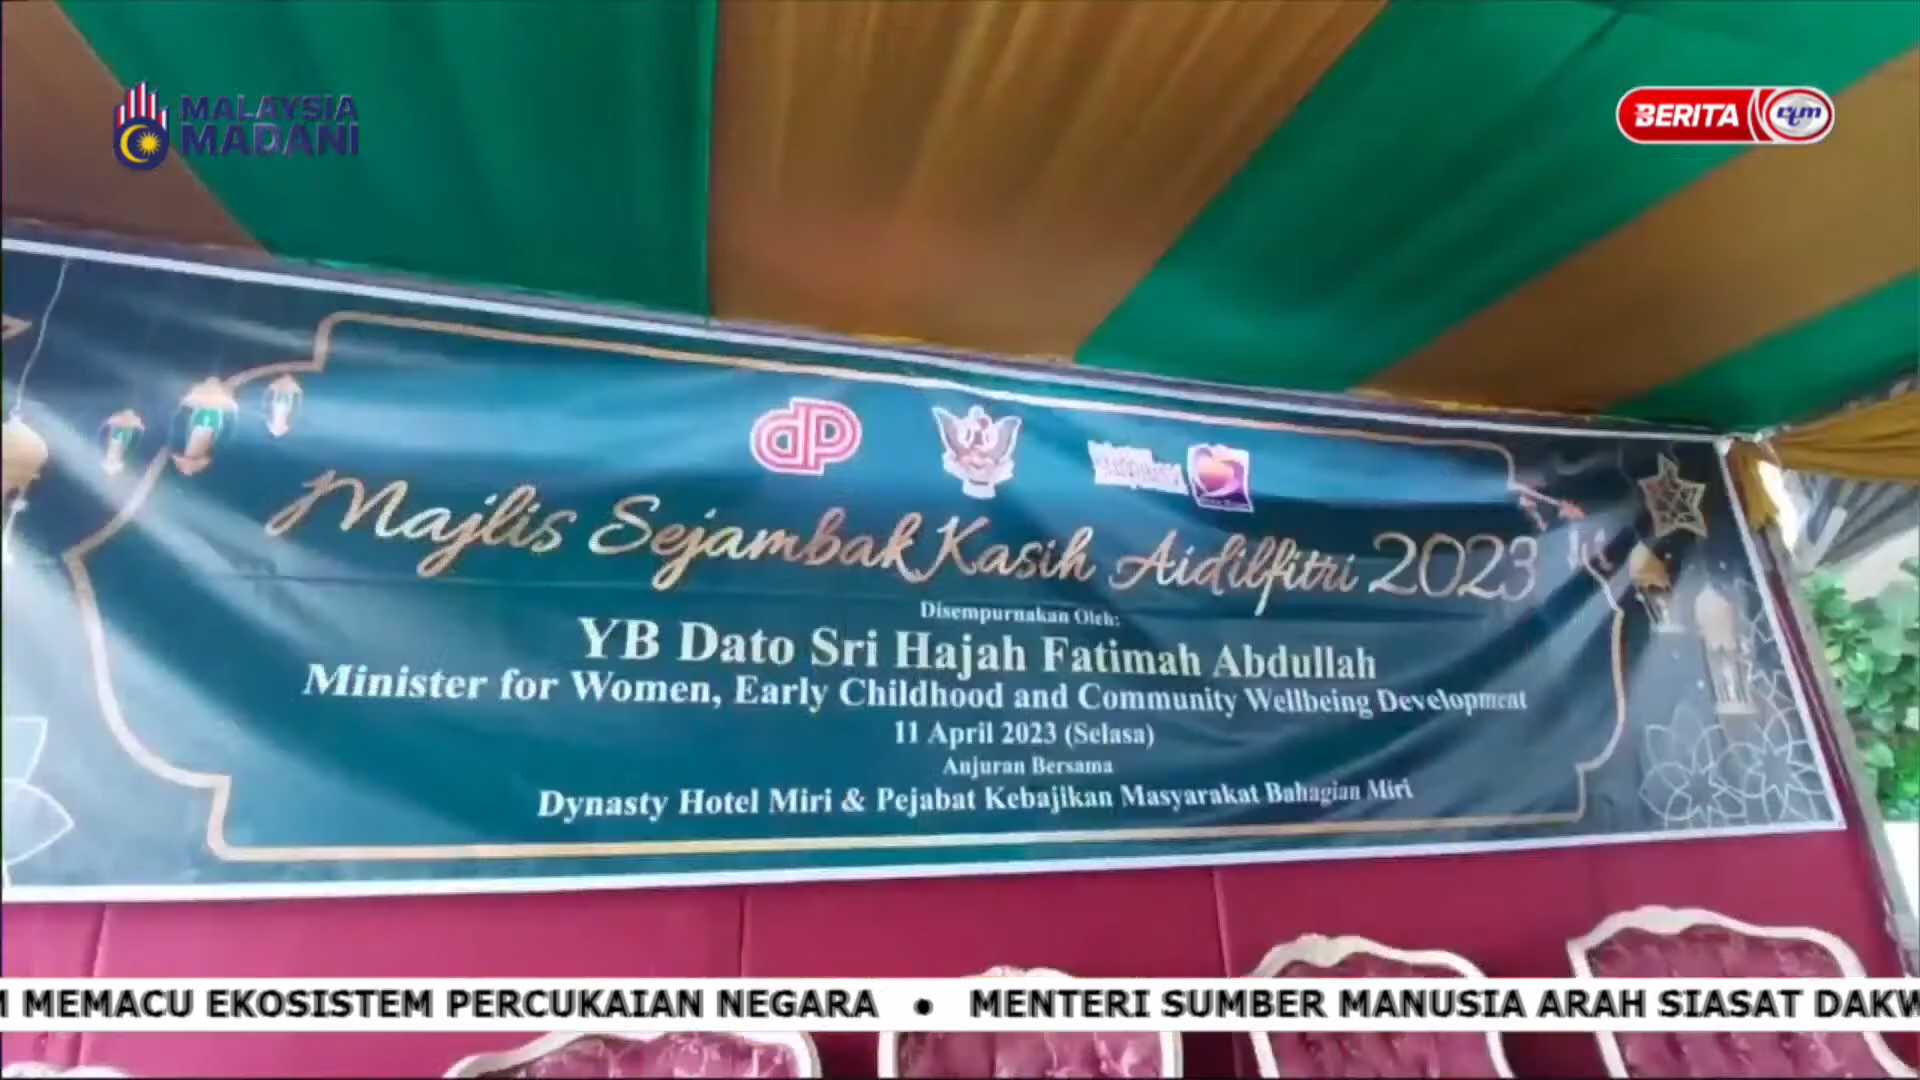 MALAYSIA
MADANI
BERITA rtm
dp
Majlis Sejambak Kasih Aidilfitri 2023
Disempurnakan Oleh:
YB Dato Sri Hajah Fatimah Abdullah
Minister for Women, Early Childhood and Community Wellbeing Development
11 April 2023 (Selasa)
Anjuran Bersama
Dynasty Hotel Miri & Pejabat Kebajikan Masyarakat Bahagian Miri
MEMACU EKOSISTEM PERCUKAIAN NEGARA • MENTERI SUMBER MANUSIA ARAH SIASAT